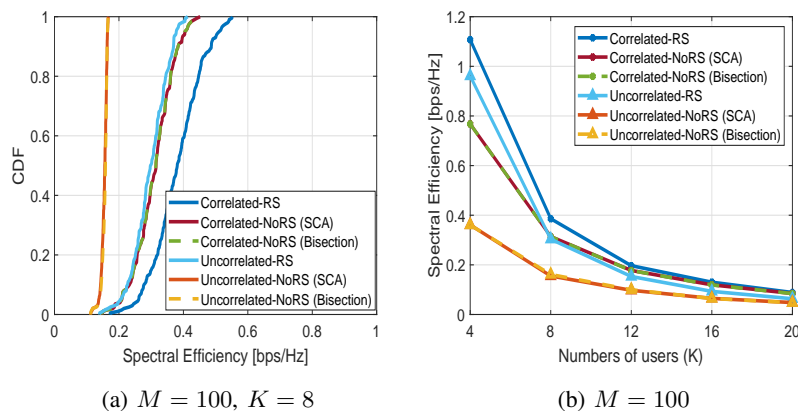 1
0.8
0.6
0.4
0.2
0
CDF
0
0.2
0.4
0.6
0.8
1
Spectral Efficiency [bps/Hz]
Correlated-RS
Correlated-NoRS (SCA)
Correlated-NoRS (Bisection)
Uncorrelated-RS
Uncorrelated-NoRS (SCA)
Uncorrelated-NoRS (Bisection)
(a) M = 100, K = 8
1.2
1
0.8
0.6
0.4
0.2
0
Spectral Efficiency [bps/Hz]
4
8
12
16
20
Numbers of users (K)
Correlated-RS
Correlated-NoRS (SCA)
Correlated-NoRS (Bisection)
Uncorrelated-RS
Uncorrelated-NoRS (SCA)
Uncorrelated-NoRS (Bisection)
(b) M = 100